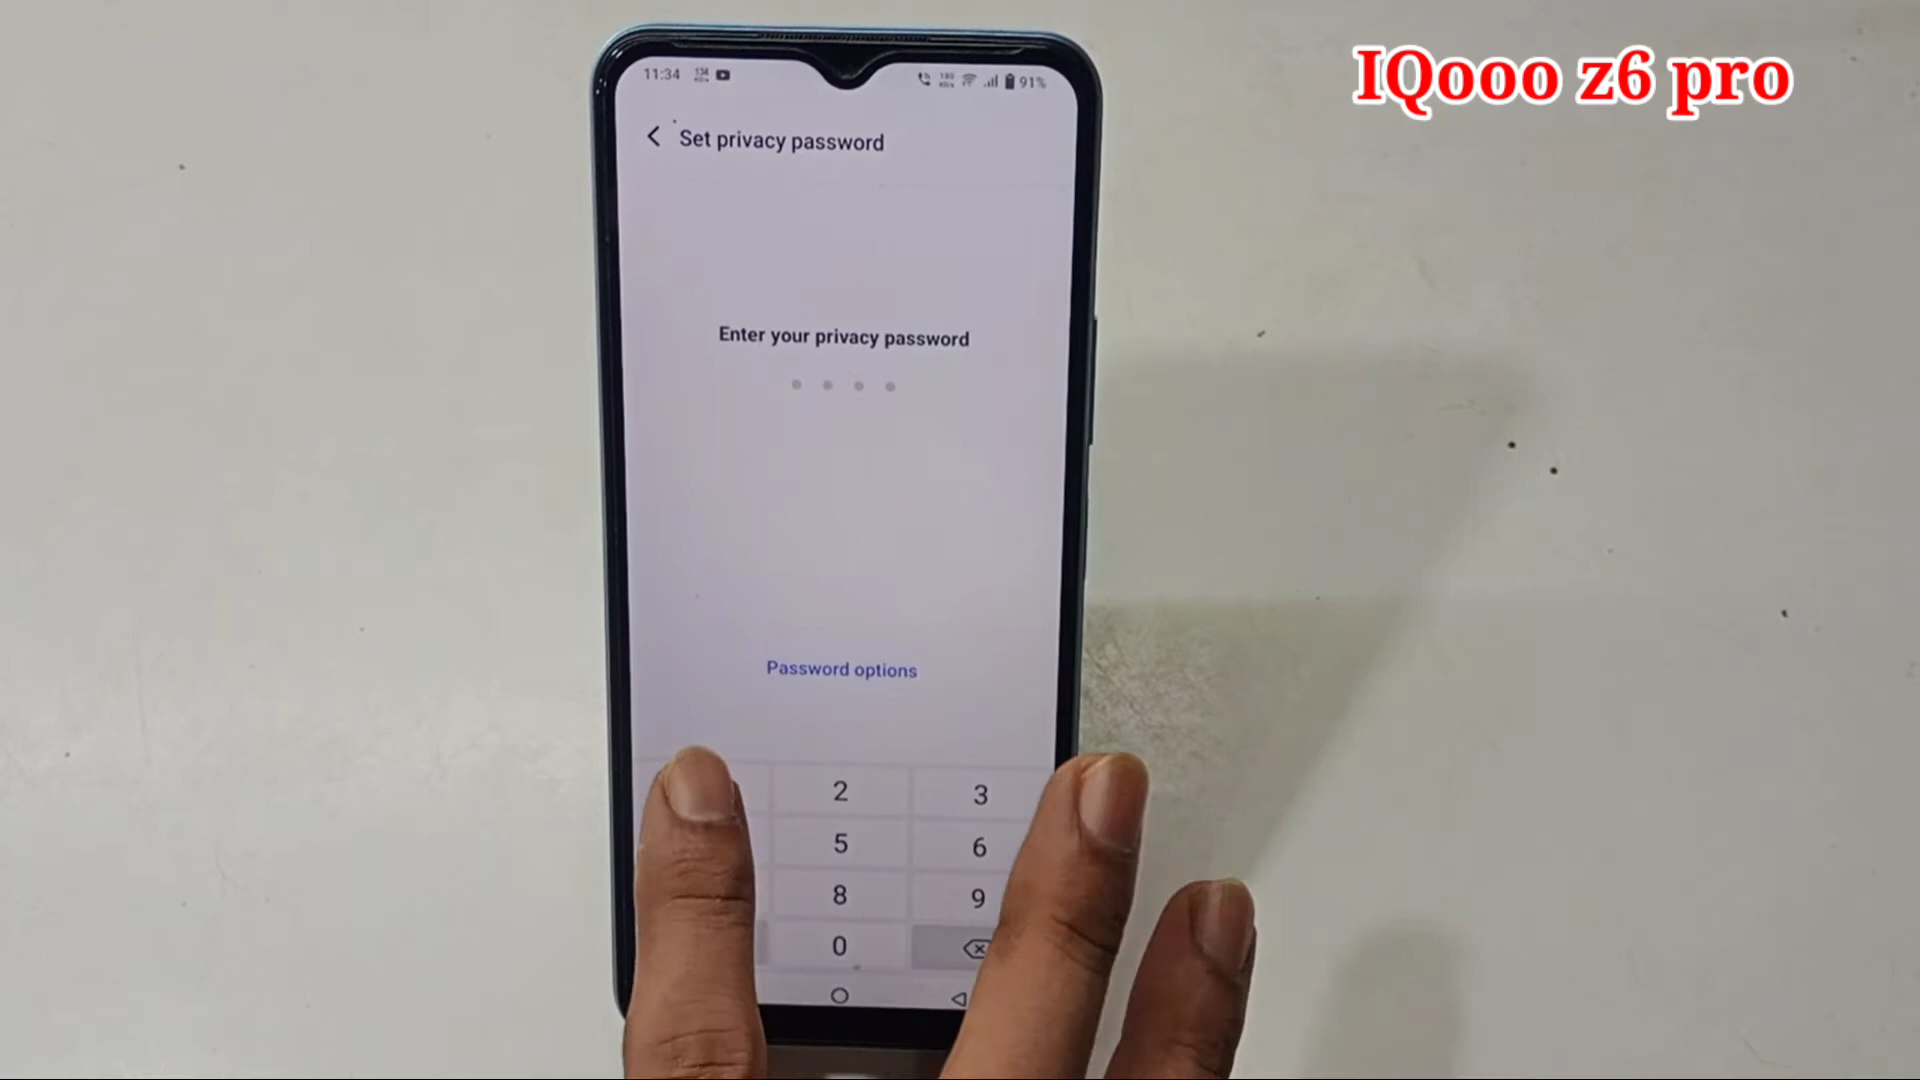 IQooo z6 pro
11:34 91%
Set privacy password
Enter your privacy password
Password options
2 3
5 6
8 9
0